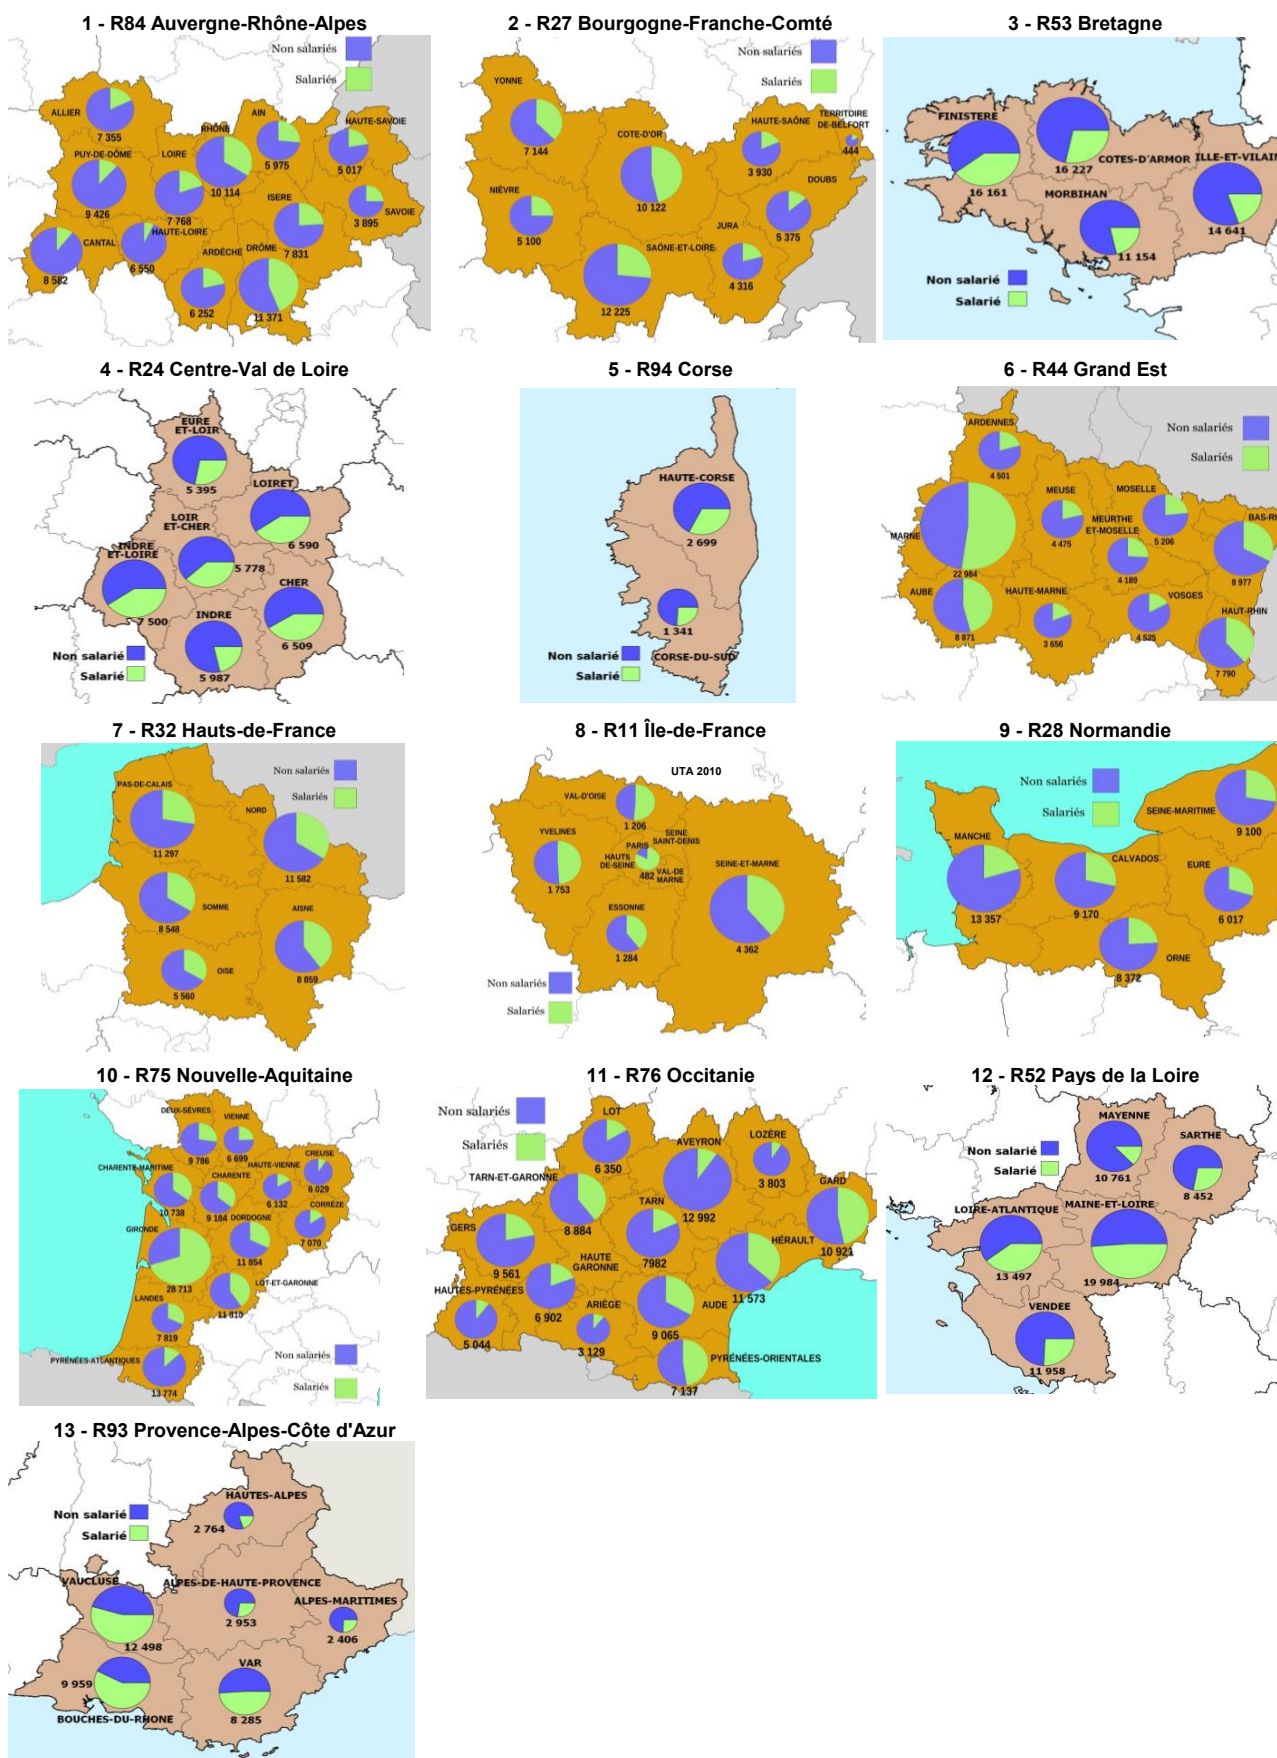 1 - R84 Auvergne-Rhône-Alpes
Non salariés
Salariés
ALLIER
7 355
PUY-DE-DÔME
9 426
LOIRE
7 768
RHÔNE
10 114
AIN
5 975
HAUTE-SAVOIE
5 017
SAVOIE
3 895
ISERE
7 831
CANTAL
8 582
HAUTE-LOIRE
6 550
ARDÈCHE
6 252
DRÔME
11 371
2 - R27 Bourgogne-Franche-Comté
Non salariés
Salariés
YONNE
7 144
COTE-D'OR
10 122
HAUTE-SAÔNE
3 930
TERRITOIRE
DE-BELFORT
444
NIÈVRE
5 100
DOUBS
5 375
JURA
4 316
SAÔNE-ET-LOIRE
12 225
3 - R53 Bretagne
FINISTERE
16 161
COTES-D'ARMOR
16 227
ILLE-ET-VILAIN
14 641
MORBIHAN
11 154
Non salarié
Salarié
4 - R24 Centre-Val de Loire
EURE
ET-LOIR
5 395
LOIRET
6 590
LOIR
ET-CHER
5 778
INDRE
ET-LOIRE
7 500
CHER
6 509
INDRE
5 987
Non salarié
Salarié
5 - R94 Corse
HAUTE-CORSE
2 699
1 341
CORSE-DU-SUD
Non salarié
Salarié
6 - R44 Grand Est
Non salariés
Salariés
ARDENNES
4 501
MARNE
22 984
MEUSE
4 475
MEURTHE
ET-MOSELLE
4 189
MOSELLE
5 206
BAS-RH
8 977
AUBE
8 871
HAUTE-MARNE
3 656
VOSGES
4 525
HAUT-RHIN
7 790
7 - R32 Hauts-de-France
Non salariés
Salariés
PAS-DE-CALAIS
11 297
NORD
11 582
SOMME
8 548
AISNE
8 859
OISE
5 560
8 - R11 Île-de-France
UTA 2010
VAL-D'OISE
1 206
YVELINES
1 753
PARIS
HAUTS
DE-SEINE
482
SEINE
SAINT-DENIS
VAL-DE
MARNE
SEINE-ET-MARNE
4 362
ESSONNE
1 284
Non salariés
Salariés
9 - R28 Normandie
Non salariés
Salariés
SEINE-MARITIME
9 100
MANCHE
13 357
CALVADOS
9 170
EURE
6 017
ORNE
8 372
10 - R75 Nouvelle-Aquitaine
DEUX-SÈVRES
9 786
VIENNE
6 699
CREUSE
6 029
CHARENTE-MARITIME
10 738
CHARENTE
9 184
HAUTE-VIENNE
6 132
CORRÈZE
7 070
GIRONDE
28 713
DORDOGNE
11 854
LOT-ET-GARONNE
11 810
LANDES
7 819
PYRÉNÉES-ATLANTIQUES
13 774
Non salariés
Salariés
11 - R76 Occitanie
Non salariés
Salariés
LOT
6 350
AVEYRON
12 992
LOZÈRE
3 803
TARN-ET-GARONNE
8 884
TARN
7982
GARD
10 921
GERS
9 561
HAUTE
GARONNE
6 902
HÉRAULT
11 573
HAUTES-PYRÉNÉES
5 044
ARIÈGE
3 129
AUDE
9 065
PYRÉNÉES-ORIENTALES
7 137
12 - R52 Pays de la Loire
Non salarié
Salarié
MAYENNE
10 761
SARTHE
8 452
LOIRE-ATLANTIQUE
13 497
MAINE-ET-LOIRE
19 984
VENDEE
11 958
13 - R93 Provence-Alpes-Côte d'Azur
Non salarié
Salarié
HAUTES-ALPES
2 764
VAUCLUSE
12 498
ALPES-DE-HAUTE-PROVENCE
2 953
ALPES-MARITIMES
2 406
9 959
BOUCHES-DU-RHONE
VAR
8 285